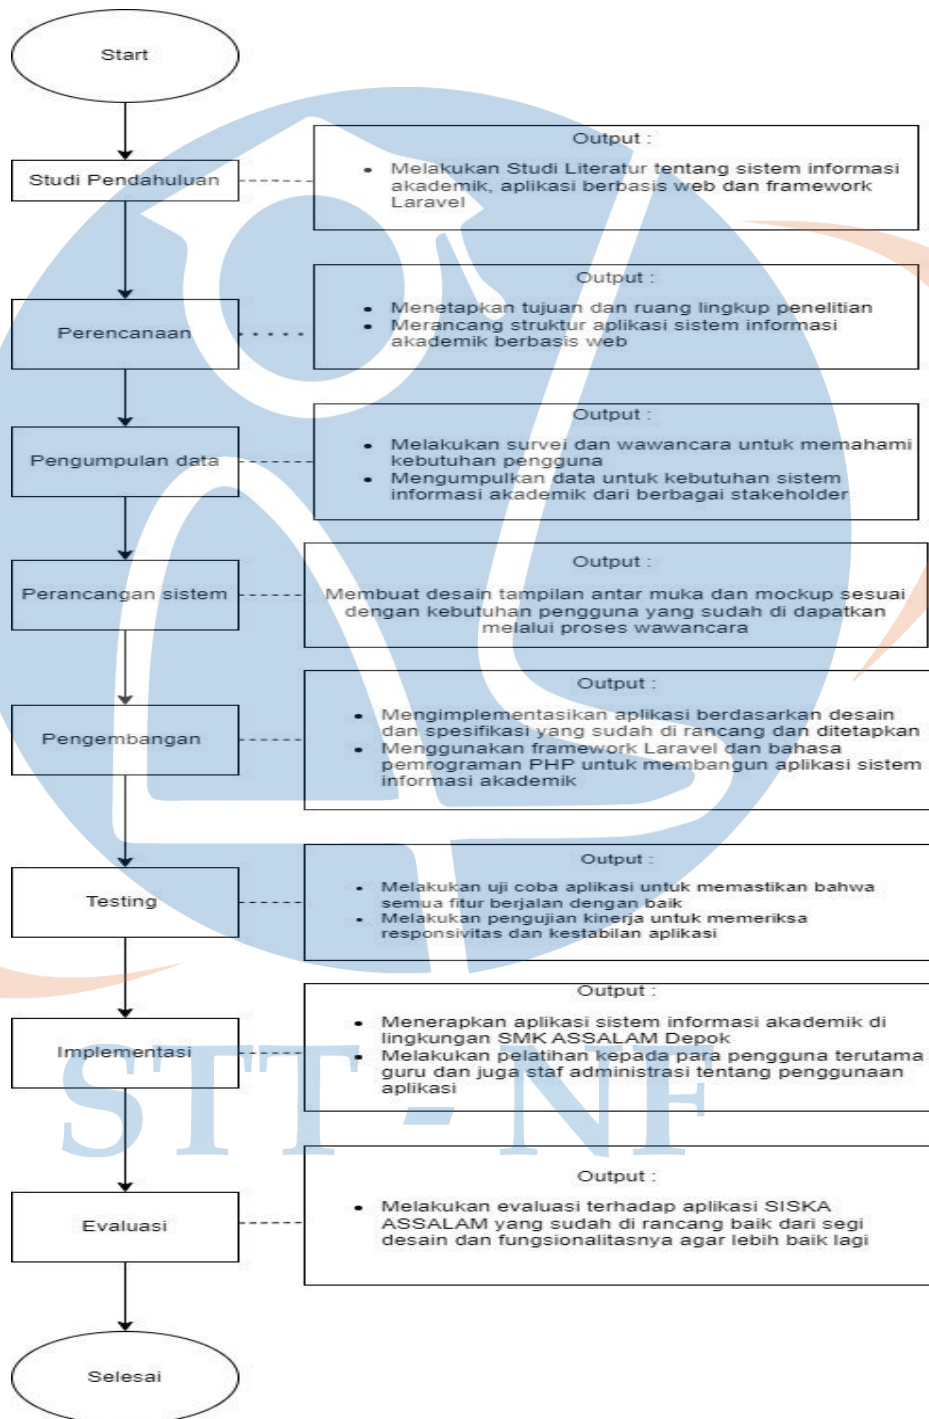 Start
Studi Pendahuluan
Output :
• Melakukan Studi Literatur tentang sistem informasi
akademik, aplikasi berbasis web dan framework
Laravel
Perencanaan
Output :
• Menetapkan tujuan dan ruang lingkup penelitian
• Merancang struktur aplikasi sistem informasi
akademik berbasis web
Pengumpulan data
Output :
• Melakukan survei dan wawancara untuk memahami
kebutuhan pengguna
• Mengumpulkan data untuk kebutuhan sistem
informasi akademik dari berbagai stakeholder
Perancangan sistem
Output :
Membuat desain tampilan antar muka dan mockup sesuai
dengan kebutuhan pengguna yang sudah di dapatkan
melalui proses wawancara
Pengembangan
Output :
• Mengimplementasikan aplikasi berdasarkan desain
dan spesifikasi yang sudah di rancang dan ditetapkan
• Menggunakan framework Laravel dan bahasa
pemrograman PHP untuk membangun aplikasi sistem
informasi akademik
Testing
Output :
• Melakukan uji coba aplikasi untuk memastikan bahwa
semua fitur berjalan dengan baik
• Melakukan pengujian kinerja untuk memeriksa
responsivitas dan kestabilan aplikasi
Implementasi
Output :
• Menerapkan aplikasi sistem informasi akademik di
lingkungan SMK ASSALAM Depok
• Melakukan pelatihan kepada para pengguna terutama
guru dan juga staf administrasi tentang penggunaan
aplikasi
STT - NF
Evaluasi
Output :
• Melakukan evaluasi terhadap aplikasi SISKA
ASSALAM yang sudah di rancang baik dari segi
desain dan fungsionalitasnya agar lebih baik lagi
Selesai